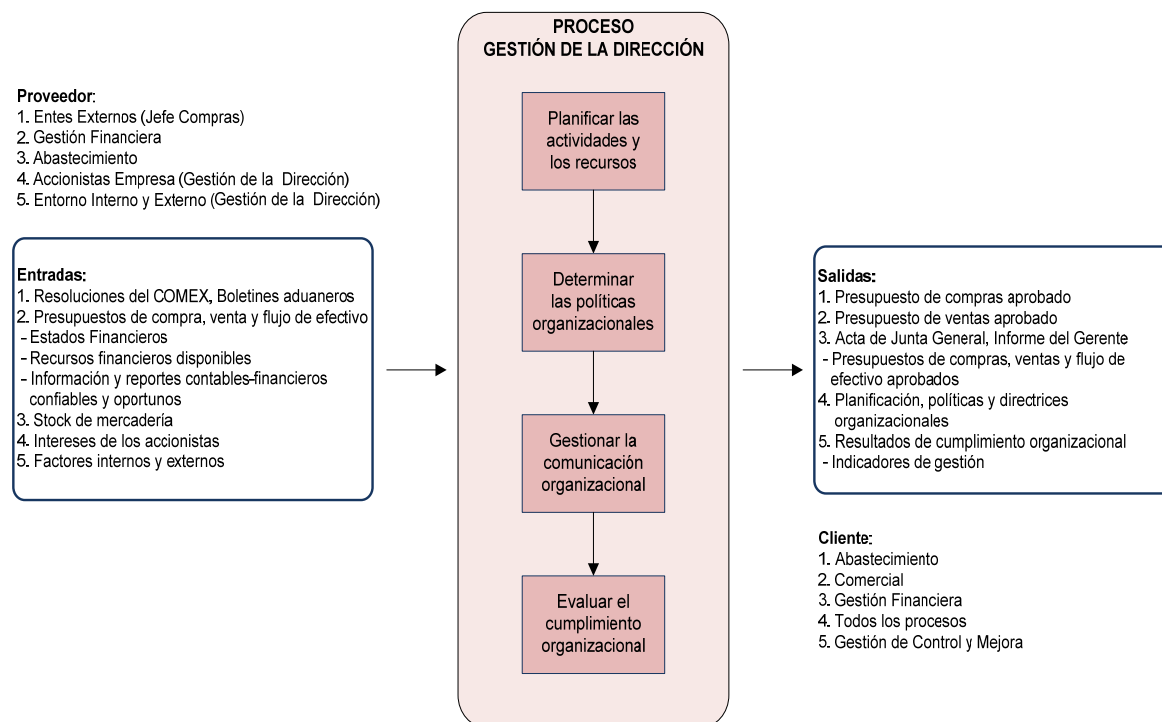 PROCESO
GESTIÓN DE LA DIRECCIÓN
Proveedor:
1. Entes Externos (Jefe Compras)
2. Gestión Financiera
3. Abastecimiento
4. Accionistas Empresa (Gestión de la Dirección)
5. Entorno Interno y Externo (Gestión de la Dirección)
Entradas:
1. Resoluciones del COMEX, Boletines aduaneros
2. Presupuestos de compra, venta y flujo de efectivo
- Estados Financieros
- Recursos financieros disponibles
- Información y reportes contables-financieros
confiables y oportunos
3. Stock de mercadería
4. Intereses de los accionistas
5. Factores internos y externos
Planificar las
actividades y
los recursos
Determinar
las políticas
organizacionales
Gestionar la
comunicación
organizacional
Evaluar el
cumplimiento
organizacional
Salidas:
1. Presupuesto de compras aprobado
2. Presupuesto de ventas aprobado
3. Acta de Junta General, Informe del Gerente
- Presupuestos de compras, ventas y flujo de
efectivo aprobados
4. Planificación, políticas y directrices
organizacionales
5. Resultados de cumplimiento organizacional
- Indicadores de gestión
Cliente:
1. Abastecimiento
2. Comercial
3. Gestión Financiera
4. Todos los procesos
5. Gestión de Control y Mejora